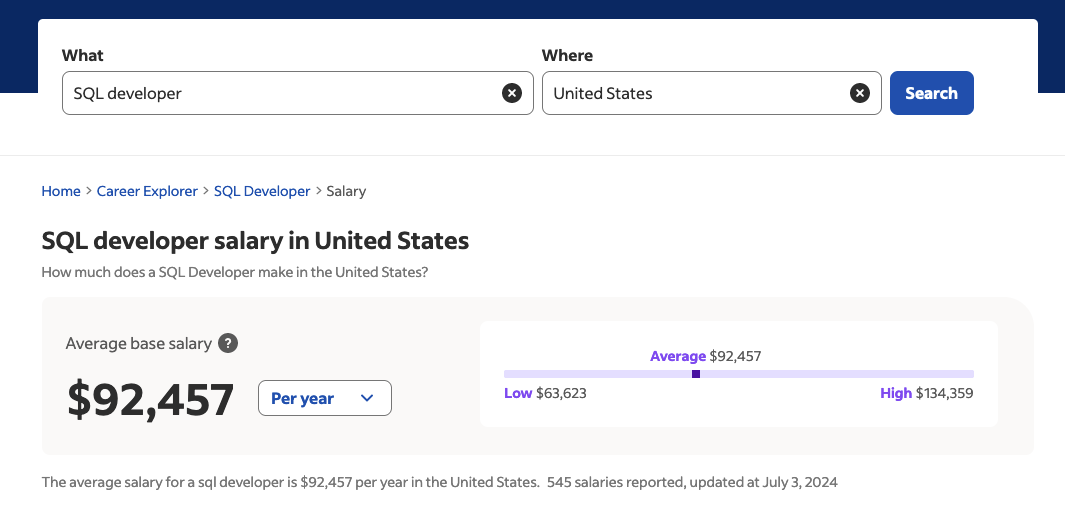 What
Where
SQL developer
United States
Search
Home > Career Explorer > SQL Developer > Salary
SQL developer salary in United States
How much does a SQL Developer make in the United States?
Average base salary ?
$92,457 Per year
Average $92,457
Low $63,623
High $134,359
The average salary for a sql developer is $92,457 per year in the United States. 545 salaries reported, updated at July 3, 2024